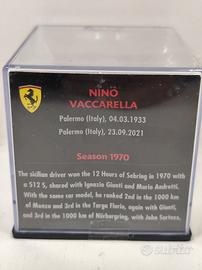 NINO
VACCARELLA
Palermo (Italy), 04.03.1933
Palermo (Italy), 23.09.2021
Season 1970
The sicilian driver won the 12 Hours of Sebring in 1970 with
a 512 S, shared with Ignazio Giunti and Mario Andretti.
With the same car model, he ranked 2nd in the 1000 km
of Monza and 3rd in the Targa Florio, again with Giunti,
and 3rd in the 1000 km of Nürburgring, with John Surtees.
subito.it